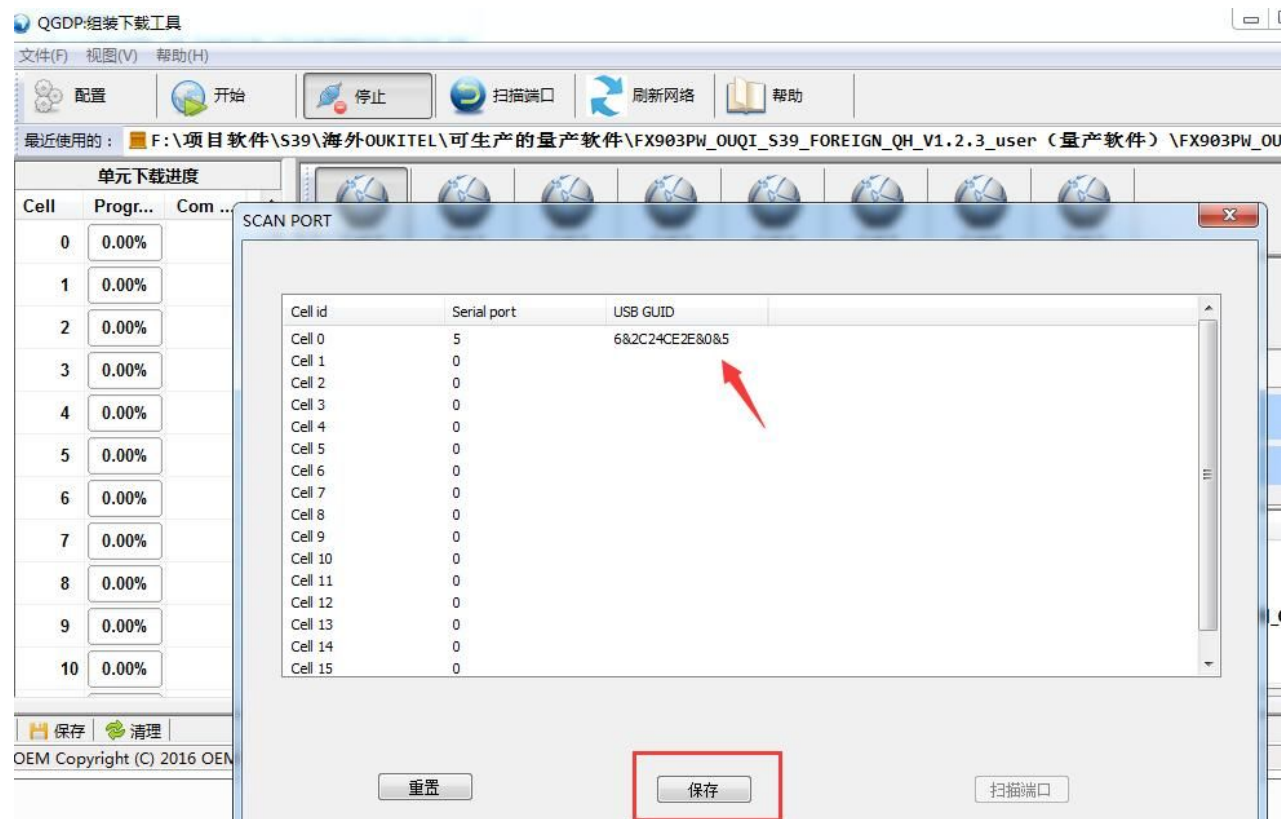 QGDP:组装下载工具
文件(F) 视图(V) 帮助(H)
配置 开始 停止 扫描端口 刷新网络 帮助
最近使用的: F:\项目软件\S39\海外OUKITEL\可生产的量产软件\FX903PW_OUQI_S39_FOREIGN_QH_V1.2.3_user（量产软件）\FX903PW_OU
单元下载进度
Cell Progr... Com ...
0 0.00%
1 0.00%
2 0.00%
3 0.00%
4 0.00%
5 0.00%
6 0.00%
7 0.00%
8 0.00%
9 0.00%
10 0.00%
保存 清理
OEM Copyright (C) 2016 OEM
SCAN PORT
Cell id Serial port USB GUID
Cell 0 5 6&2C24CE2E&0&5
Cell 1 0
Cell 2 0
Cell 3 0
Cell 4 0
Cell 5 0
Cell 6 0
Cell 7 0
Cell 8 0
Cell 9 0
Cell 10 0
Cell 11 0
Cell 12 0
Cell 13 0
Cell 14 0
Cell 15 0
重置 保存 扫描端口